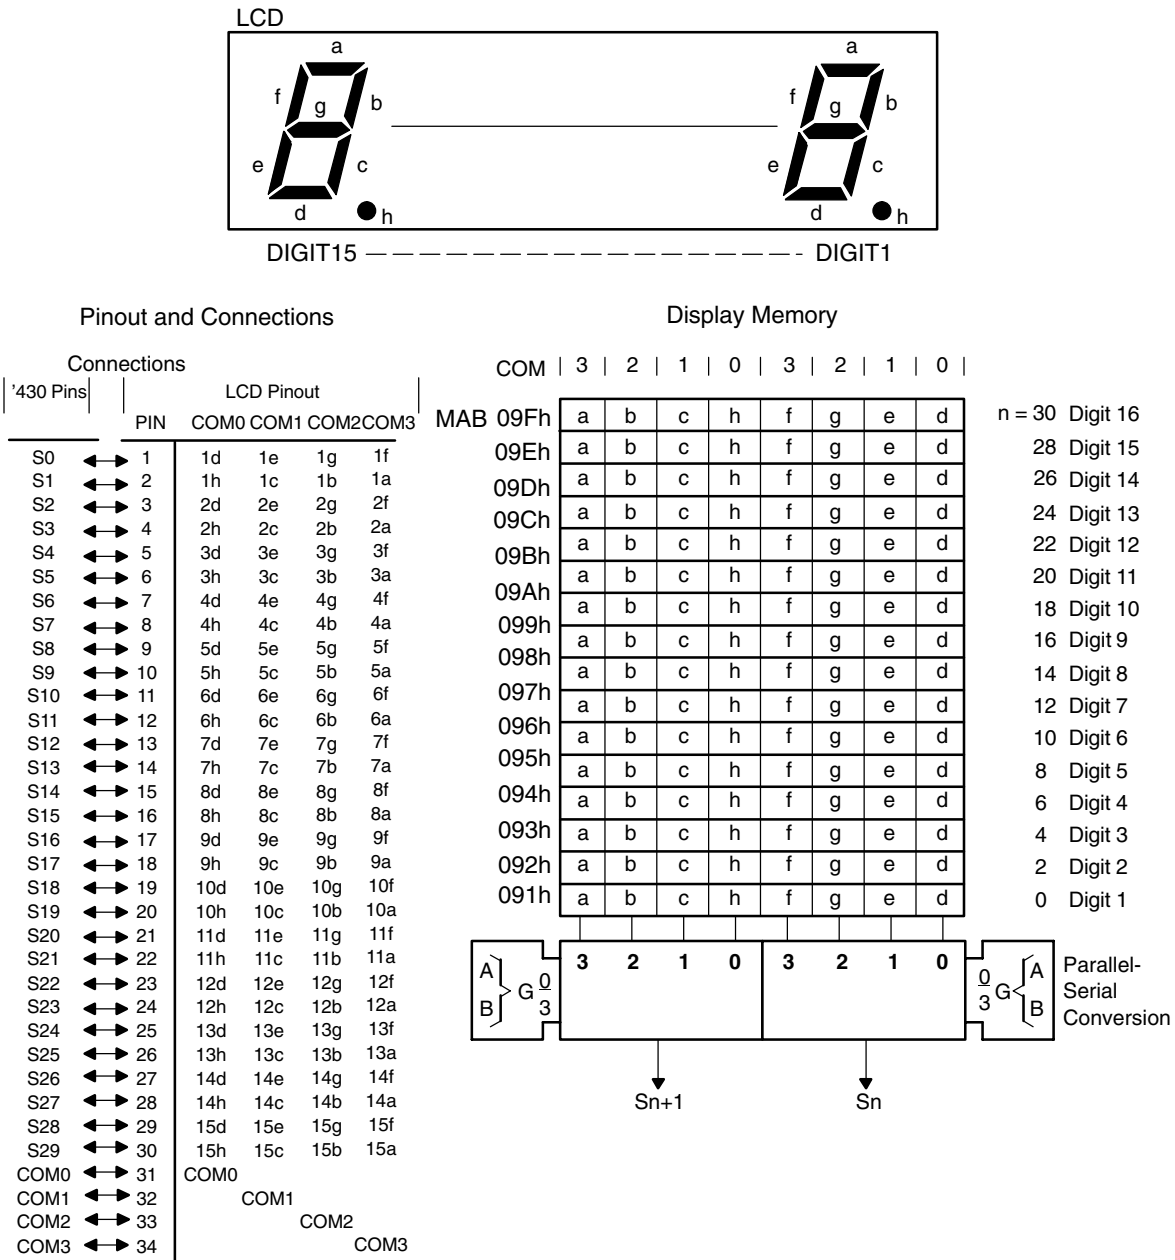 LCD
a a
f b f b
g g
e c e c
d h d h
DIGIT15 DIGIT1
Pinout and Connections
Connections
'430 Pins LCD Pinout
PIN COM0 COM1 COM2 COM3
S0 1 1d 1e 1g 1f
S1 2 1h 1c 1b 1a
S2 3 2d 2e 2g 2f
S3 4 2h 2c 2b 2a
S4 5 3d 3e 3g 3f
S5 6 3h 3c 3b 3a
S6 7 4d 4e 4g 4f
S7 8 4h 4c 4b 4a
S8 9 5d 5e 5g 5f
S9 10 5h 5c 5b 5a
S10 11 6d 6e 6g 6f
S11 12 6h 6c 6b 6a
S12 13 7d 7e 7g 7f
S13 14 7h 7c 7b 7a
S14 15 8d 8e 8g 8f
S15 16 8h 8c 8b 8a
S16 17 9d 9e 9g 9f
S17 18 9h 9c 9b 9a
S18 19 10d 10e 10g 10f
S19 20 10h 10c 10b 10a
S20 21 11d 11e 11g 11f
S21 22 11h 11c 11b 11a
S22 23 12d 12e 12g 12f
S23 24 12h 12c 12b 12a
S24 25 13d 13e 13g 13f
S25 26 13h 13c 13b 13a
S26 27 14d 14e 14g 14f
S27 28 14h 14c 14b 14a
S28 29 15d 15e 15g 15f
S29 30 15h 15c 15b 15a
COM0 31 COM0
COM1 32 COM1
COM2 33 COM2
COM3 34 COM3
Display Memory
COM 3 2 1 0 3 2 1 0
MAB 09Fh a b c h f g e d n = 30 Digit 16
09Eh a b c h f g e d 28 Digit 15
09Dh a b c h f g e d 26 Digit 14
09Ch a b c h f g e d 24 Digit 13
09Bh a b c h f g e d 22 Digit 12
09Ah a b c h f g e d 20 Digit 11
099h a b c h f g e d 18 Digit 10
098h a b c h f g e d 16 Digit 9
097h a b c h f g e d 14 Digit 8
096h a b c h f g e d 12 Digit 7
095h a b c h f g e d 10 Digit 6
094h a b c h f g e d 8 Digit 5
093h a b c h f g e d 6 Digit 4
092h a b c h f g e d 4 Digit 3
091h a b c h f g e d 2 Digit 2
a b c h f g e d 0 Digit 1
A B G 0 3 3 2 1 0 3 2 1 0 0 3 G A B
Parallel-
Serial
Conversion
Sn+1 Sn